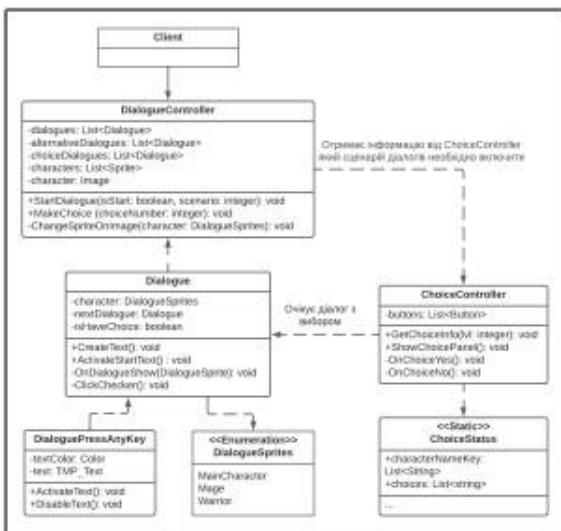 Client
DialogueController
-dialogues: List<Dialogue>
-alternativeDialogues: List<Dialogue>
-choiceDialogues: List<Dialogue>
-characters: List<Sprite>
-character: Image
+StartDialogue(isStart: boolean, scenario: integer): void
+MakeChoice (choiceNumber: integer): void
-ChangeSpriteOnImage(character: DialogueSprites): void
Отримує інформацію від ChoiceController
який сценарій діалогів необхідно включити
Dialogue
-character: DialogueSprites
-nextDialogue: Dialogue
-isHaveChoice: boolean
+CreateText(): void
+ActivateStartText() : void
-OnDialogueShow(DialogueSprite): void
-ClickChecker(): void
Очікує діалог з
вибором
ChoiceController
-buttons: List<Button>
+GetChoiceInfo(lvl: integer): void
+ShowChoicePanel(): void
-OnChoiceYes(): void
-OnChoiceNo(): void
DialoguePressAnyKey
-textColor: Color
-text: TMP_Text
+ActivateText(): void
+DisableText(): void
<<Enumeration>>
DialogueSprites
MainCharacter
Mage
Warrior
<<Static>>
ChoiceStatus
+characterNameKey:
List<String>
+choices: List<string>
...